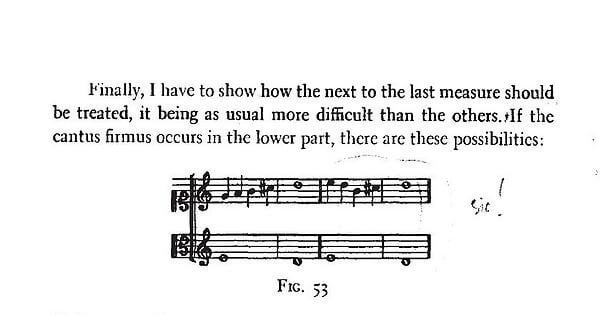 Finally, I have to show how the next to the last measure should
be treated, it being as usual more difficult than the others. If the
cantus firmus occurs in the lower part, there are these possibilities:
sic!
FIG. 53